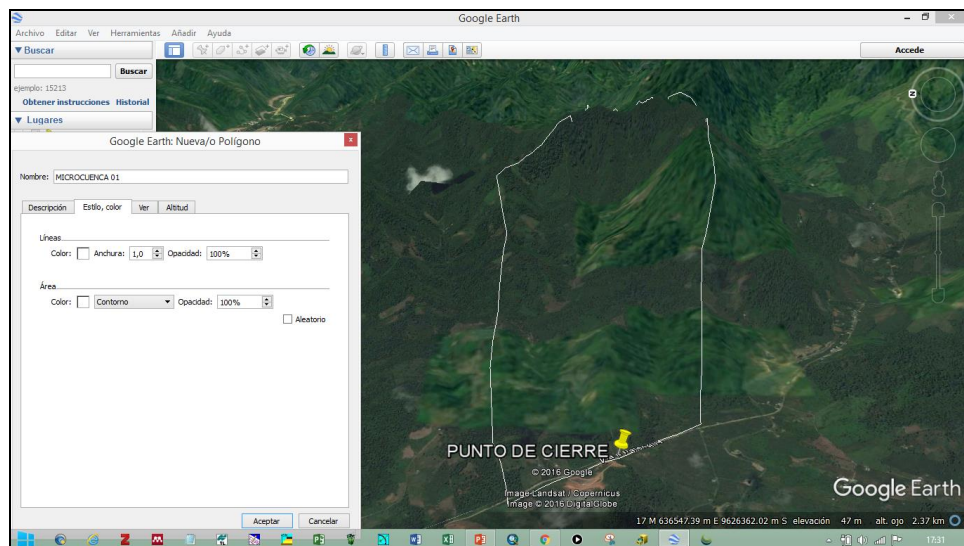 Google Earth
Archivo Editar Ver Herramientas Añadir Ayuda
Buscar
Accede
Buscar
ejemplo: 15213
Obtener instrucciones Historial
Lugares
Google Earth: Nueva/o Polígono
Nombre: MICROCUENCA 01
Descripción Estilo, color Ver Altitud
Líneas
Color: Anchura: 1,0 Opacidad: 100%
Área
Color: Contorno Opacidad: 100%
Aleatorio
Aceptar Cancelar
N
PUNTO DE CIERRE
© 2016 Google
Image Landsat / Copernicus
Image © 2016 DigitalGlobe
Google Earth
17 M 636547.39 m E 9626362.02 m S elevación 47 m alt. ojo 2.37 km
17:31